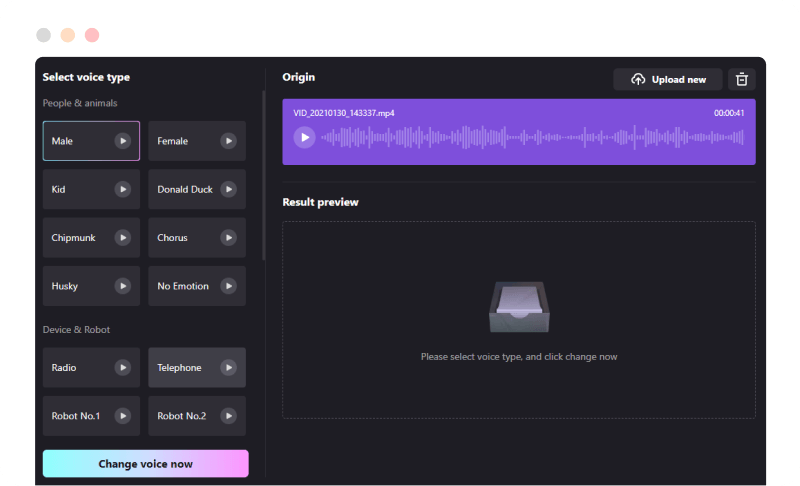 Select voice type
People & animals
Male
Female
Kid
Donald Duck
Chipmunk
Chorus
Husky
No Emotion
Device & Robot
Radio
Telephone
Robot No.1
Robot No.2
Change voice now
Origin
Upload new
VID_20210130_143337.mp4
00:00:41
Result preview
Please select voice type, and click change now